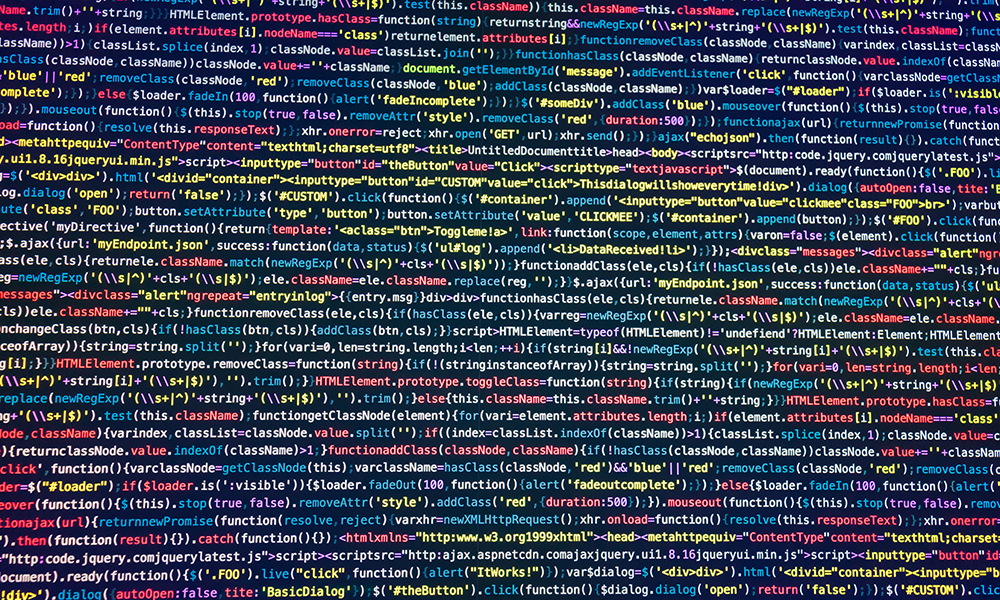 Name.trim()+''+string;}}}HTMLElement.prototype.hasClass=function(string){returnstring&&newRegExp('(\\s+|^)'+string+'(\\s+|$)').test(this.className);func
tes.length;i;)if(element.attributes[i].nodeName==='class')returnelement.attributes[i];}functionremoveClass(classNode,className){varindex,classList=class
lassName))>1){classList.splice(index,1);classNode.value=classList.join('');}}functionhasClass(classNode,className){returnclassNode.value.indexOf(classNa
hasClass(classNode,className))classNode.value+=''+className;}document.getElementById('message').addEventListener('click',function(){varclassNode=getClass
'blue'||'red';removeClass(className,'red');removeClass(className,'blue');addClass(classNode,className);})var$loader=$("#loader");if($loader.is(':visible
omplete');});}else{$loader.fadeIn(100,function(){alert('fadeIncomplete');});}$('#someDiv').addClass('blue').mouseover(function(){$(this).stop(true,false
);}).mouseout(function(){$(this).stop(true,false).removeAttr('style').removeClass('red',{duration:500});});functionajax(url){returnnewPromise(function(
oad=function(){resolve(this.responseText);};xhr.onerror=reject;xhr.open('GET',url);xhr.send();});}ajax("echojson").then(function(result){}).catch(functi
d><metahttpequiv="ContentType"content="texthtml;charset=utf8"><title>UntitledDocumenttitle>head><body><scriptsrc="http:code.jquery.comjquerylatest.js">
y.ui1.8.16jqueryui.min.js">script><inputtype="button"id="theButton"value="Click"><scripttype="textjavascript">$(document).ready(function(){$('.FOO').li
g=$('<div>div>').html('<divid="container"><inputtype="button"id="CUSTOM"value="click">Thisdialogwillshoweverytime!div>').dialog({autoOpen:false,tite:'B
log.dialog('open');return('false');});$('#CUSTOM').click(function(){$('#container').append('<inputtype="button"value="clickmee"class="FOO"br>');varbut
ute('class','FOO');button.setAttribute('type','button');button.setAttribute('value','CLICKMEE');$('#container').append(button);});$('#FOO').click(fun
ective('myDirective',function(){return{template:'<aclass="btn">Toggleme!a>',link:function(scope,element,attrs){varon=false;$(element).click(function(
;$.ajax({url:'myEndpoint.json',success:function(data,status){$('ul#log').append('<li>DataReceived!li>');}});<divclass="messages"><divclass="alert"ngr
ass(ele,cls){returnele.className.match(newRegExp('(\\s|^)'+cls+'(\\s|$)'));}functionaddClass(ele,cls){if(!hasClass(ele,cls))ele.className+=""+cls;}fu
reg=newRegExp('(\\s|^)'+cls+'(\\s|$)');ele.className=ele.className.replace(reg,'');}}$.ajax({url:'myEndpoint.json',success:function(data,status){$('ul
messages"><divclass="alert"ngrepeat="entryinlog">{{entry.msg}}div>div>functionhasClass(ele,cls){returnele.className.match(newRegExp('(\\s|^)'+cls+'(\
cls))ele.className+=""+cls;}functionremoveClass(ele,cls){if(hasClass(ele,cls)){varreg=newRegExp('(\\s|^)'+cls+'(\\s|$)');ele.className=ele.className.
onchangeClass(btn,cls){if(!hasClass(btn,cls)){addClass(btn,cls);}}script>HTMLElement=typeof(HTMLElement)!='undefiend'?HTMLElement:Element;HTMLElement
ceofArray)){string=string.split('');}for(vari=0,len=string.length;i<len;++i){if(string[i]&&!newRegExp('(\\s+|^)'+string[i]+'(\\s+|$)').test(this.cla
g[i];}}}HTMLElement.prototype.removeClass=function(string){if(!(stringinstanceofArray)){string=string.split('');}for(vari=0,len=string.length;i<len;
(\\s+|^)'+string[i]+'(\\s+|$)'),'').trim();}}HTMLElement.prototype.toggleClass=function(string){if(string){if(newRegExp('(\\s+|^)'+string+'(\\s+|$)
replace(newRegExp('(\\s+|^)'+string+'(\\s+|$)'),'').trim();}else{this.className=this.className.trim()+''+string;}}}HTMLElement.prototype.hasClass=fu
ng+'(\\s+|$)').test(this.className);functiongetClassNode(element){for(vari=element.attributes.length;i;)if(element.attributes[i].nodeName==='class'
Node,className){varindex,classList=classNode.value.split('');if((index=classList.indexOf(className))>1){classList.splice(index,1);classNode.value=c
){returnclassNode.value.indexOf(className)>1;}functionaddClass(classNode,className){if(!hasClass(classNode,className))classNode.value+=''+className
click',function(){varclassNode=getClassNode(this);varclassName=hasClass(classNode,'red')&&'blue'||'red';removeClass(classNode,'red');removeClass(c
der=$("#loader");if($loader.is(':visible')){$loader.fadeOut(100,function(){alert('fadeoutcomplete');});}else{$loader.fadeIn(100,function(){alert('
eover(function(){$(this).stop(true,false).removeAttr('style').addClass('red',{duration:500});}).mouseout(function(){$(this).stop(true,false).remov
tionajax(url){returnnewPromise(function(resolve,reject){varxhr=newXMLHttpRequest();xhr.onload=function(){resolve(this.responseText);};xhr.onerror
").then(function(result){}).catch(function(){});<htmlxmlns="http:www.w3.org1999xhtml"><head><metahttpequiv="ContentType"content="texthtml;charset
="http:code.jquery.comjquerylatest.js">script><scriptsrc="http:ajax.aspnetcdn.comajaxjquery.ui1.8.16jqueryui.min.js">script><inputtype="button"id
document).ready(function(){$('.FOO').live("click",function(){alert("ItWorks!")});var$dialog=$('<div>div>').html('<divid="container"><inputtype="b
!div>').dialog({autoOpen:false,tite:'BasicDialog'});$('#theButton').click(function(){$dialog.dialog('open');return('false');});$('#CUSTOM').clic